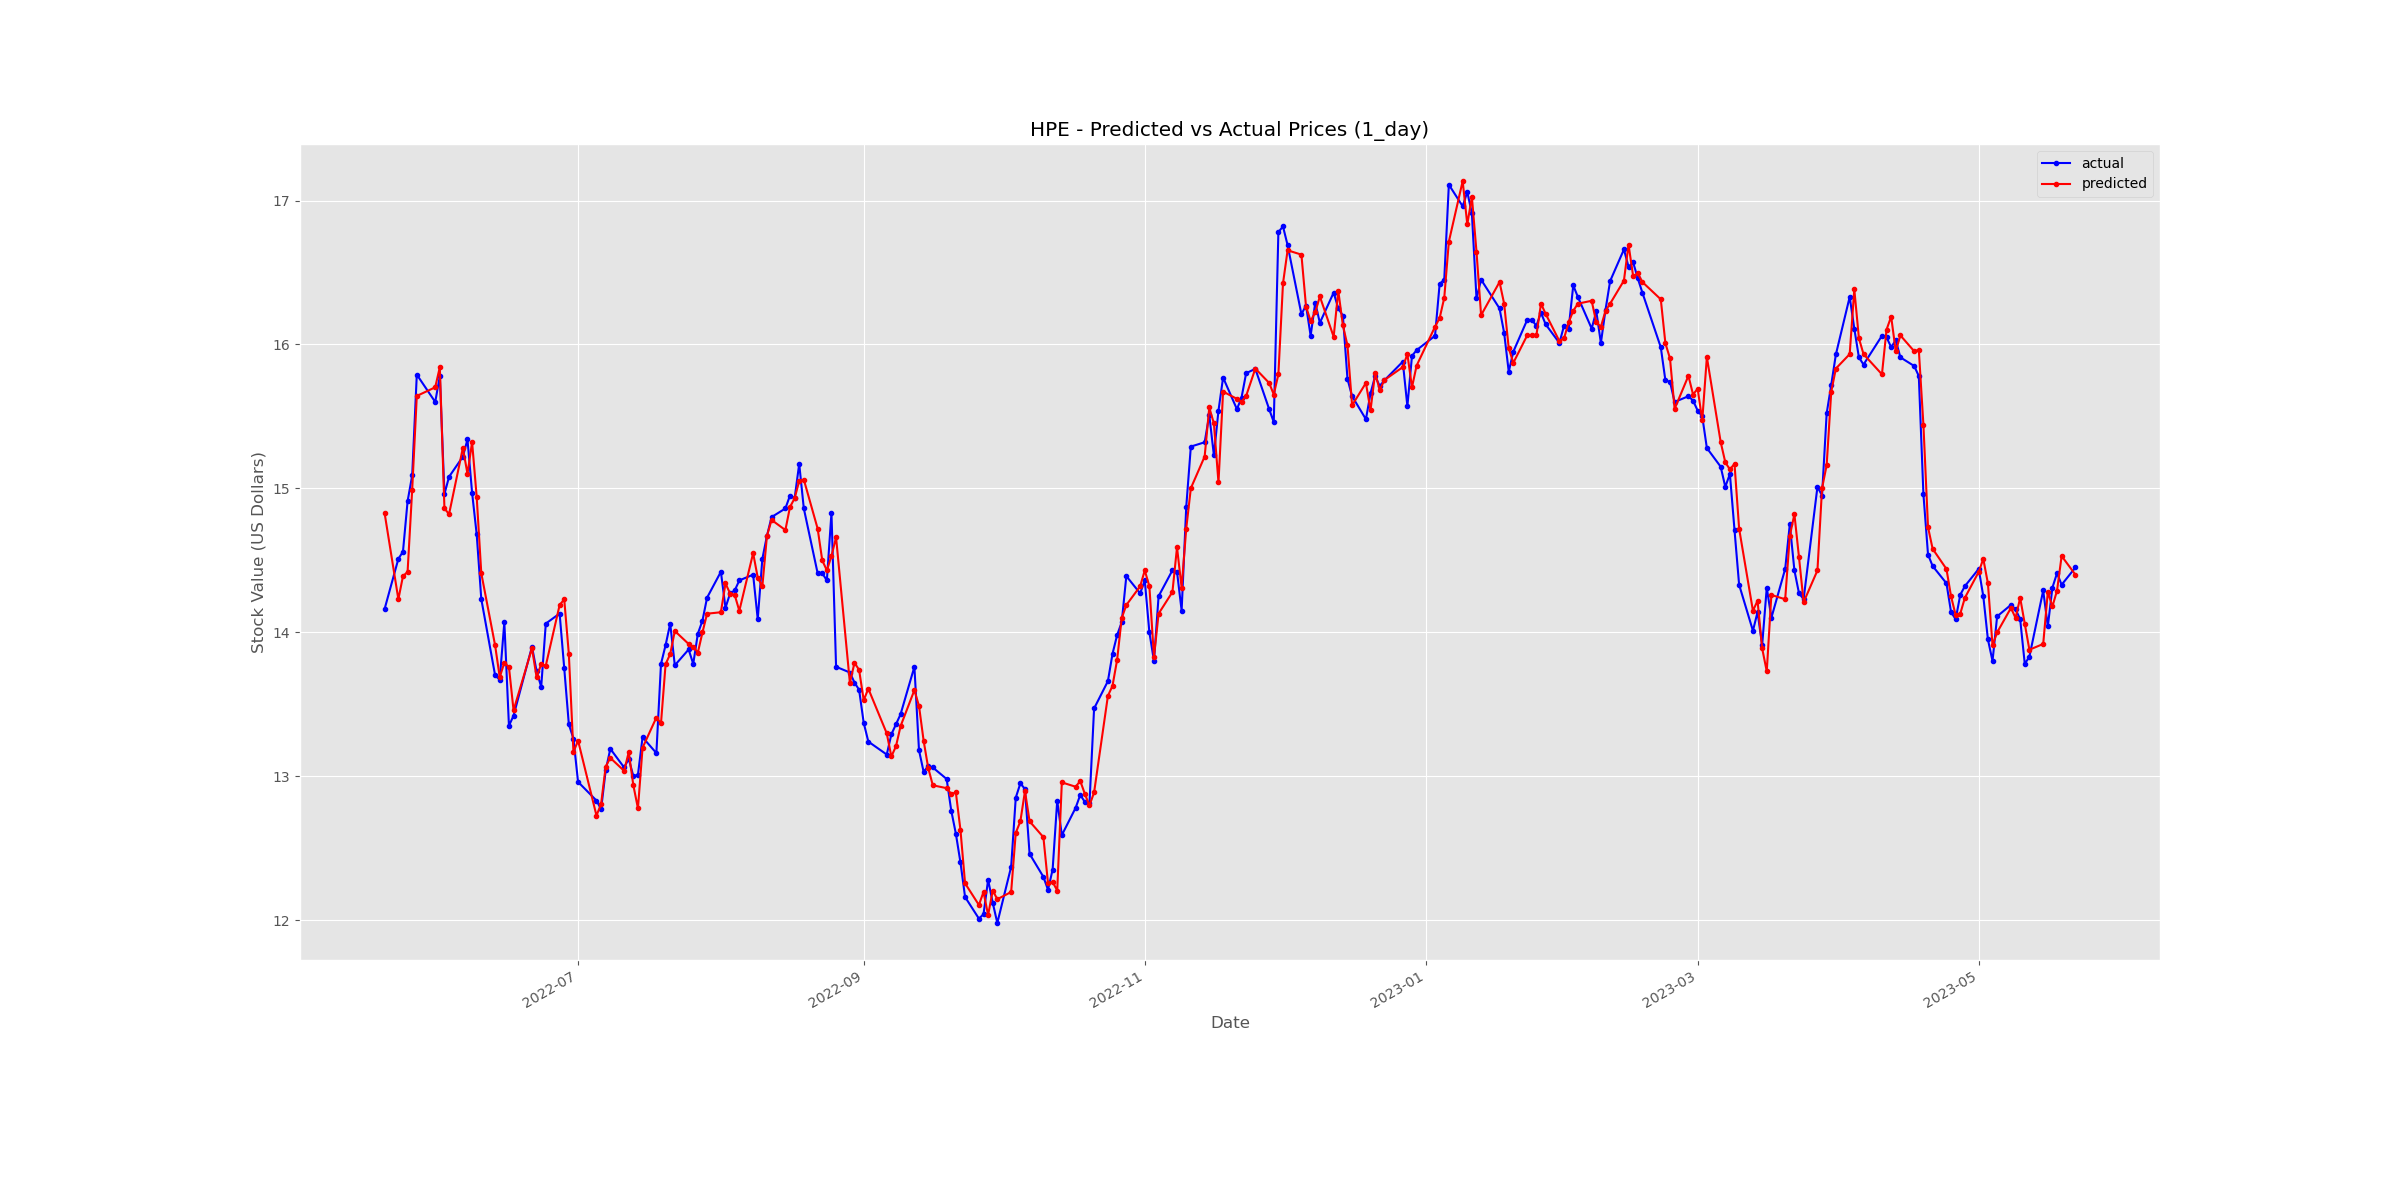 HPE - Predicted vs Actual Prices (1_day)
actual
predicted
Stock Value (US Dollars)
17
16
15
14
13
12
2022-07
2022-09
2022-11
2023-01
2023-03
2023-05
Date